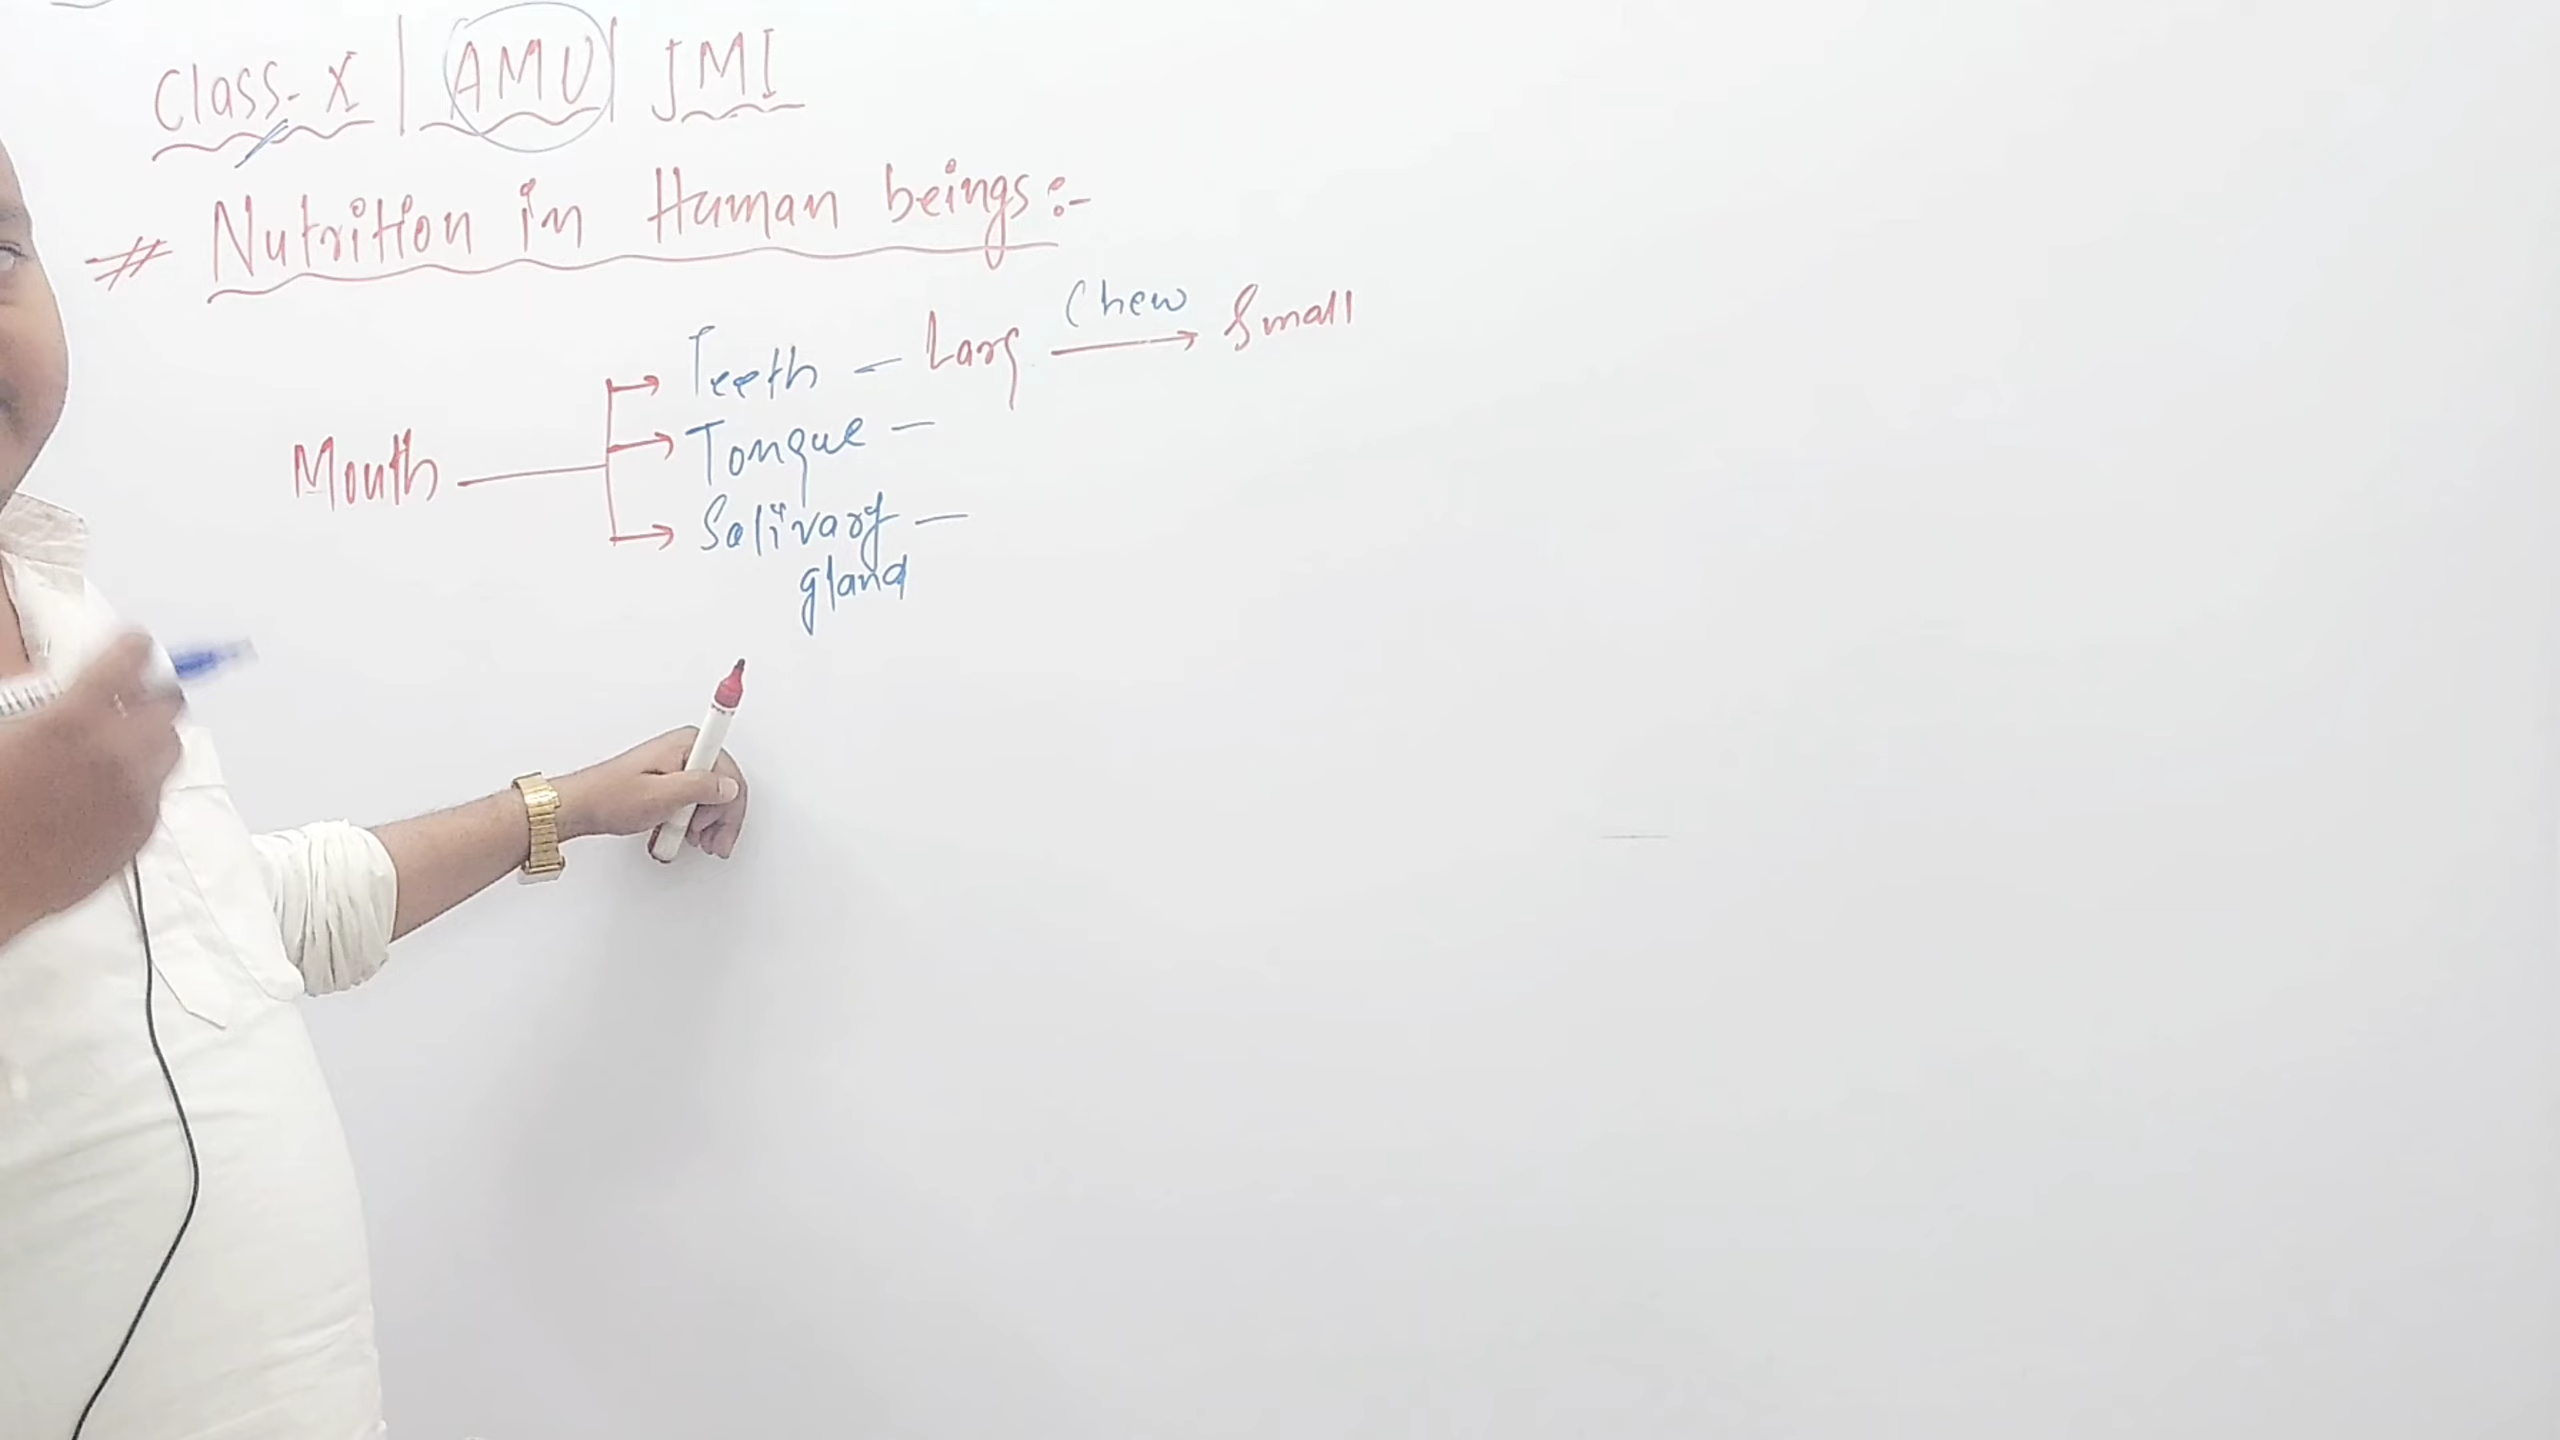 Class-X | AMU | JMI
# Nutrition in Human beings:-
Mouth
Teeth - Larg Chew → Small
Tongue -
Salivary -
gland